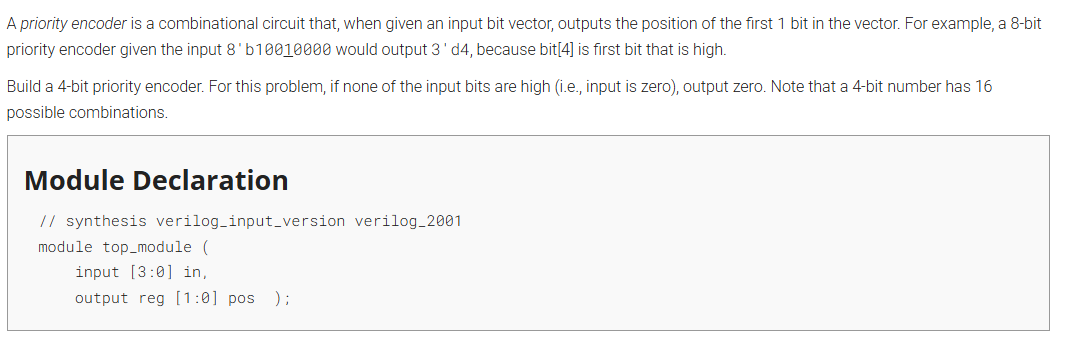 A priority encoder is a combinational circuit that, when given an input bit vector, outputs the position of the first 1 bit in the vector. For example, a 8-bit
priority encoder given the input 8'b10010000 would output 3'd4, because bit[4] is first bit that is high.
Build a 4-bit priority encoder. For this problem, if none of the input bits are high (i.e., input is zero), output zero. Note that a 4-bit number has 16
possible combinations.
Module Declaration
// synthesis verilog_input_version verilog_2001
module top_module (
input [3:0] in,
output reg [1:0] pos );